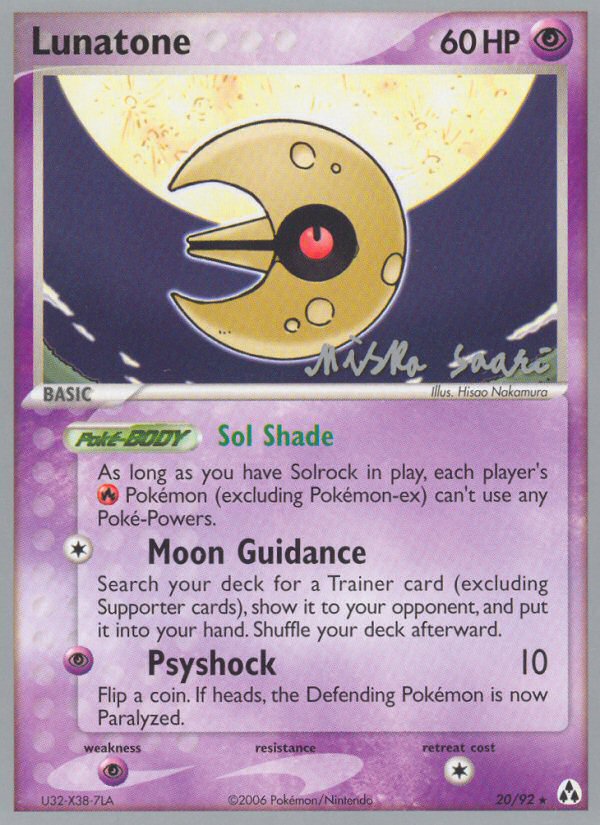 Lunatone 60 HP
Miska Saari
BASIC
Illus. Hisao Nakamura
Poké-BODY Sol Shade
As long as you have Solrock in play, each player's
Pokémon (excluding Pokémon-ex) can't use any
Poké-Powers.
Moon Guidance
Search your deck for a Trainer card (excluding
Supporter cards), show it to your opponent, and put
it into your hand. Shuffle your deck afterward.
Psyshock 10
Flip a coin. If heads, the Defending Pokémon is now
Paralyzed.
weakness resistance retreat cost
U32-X38-7LA ©2006 Pokémon/Nintendo 20/92 ★